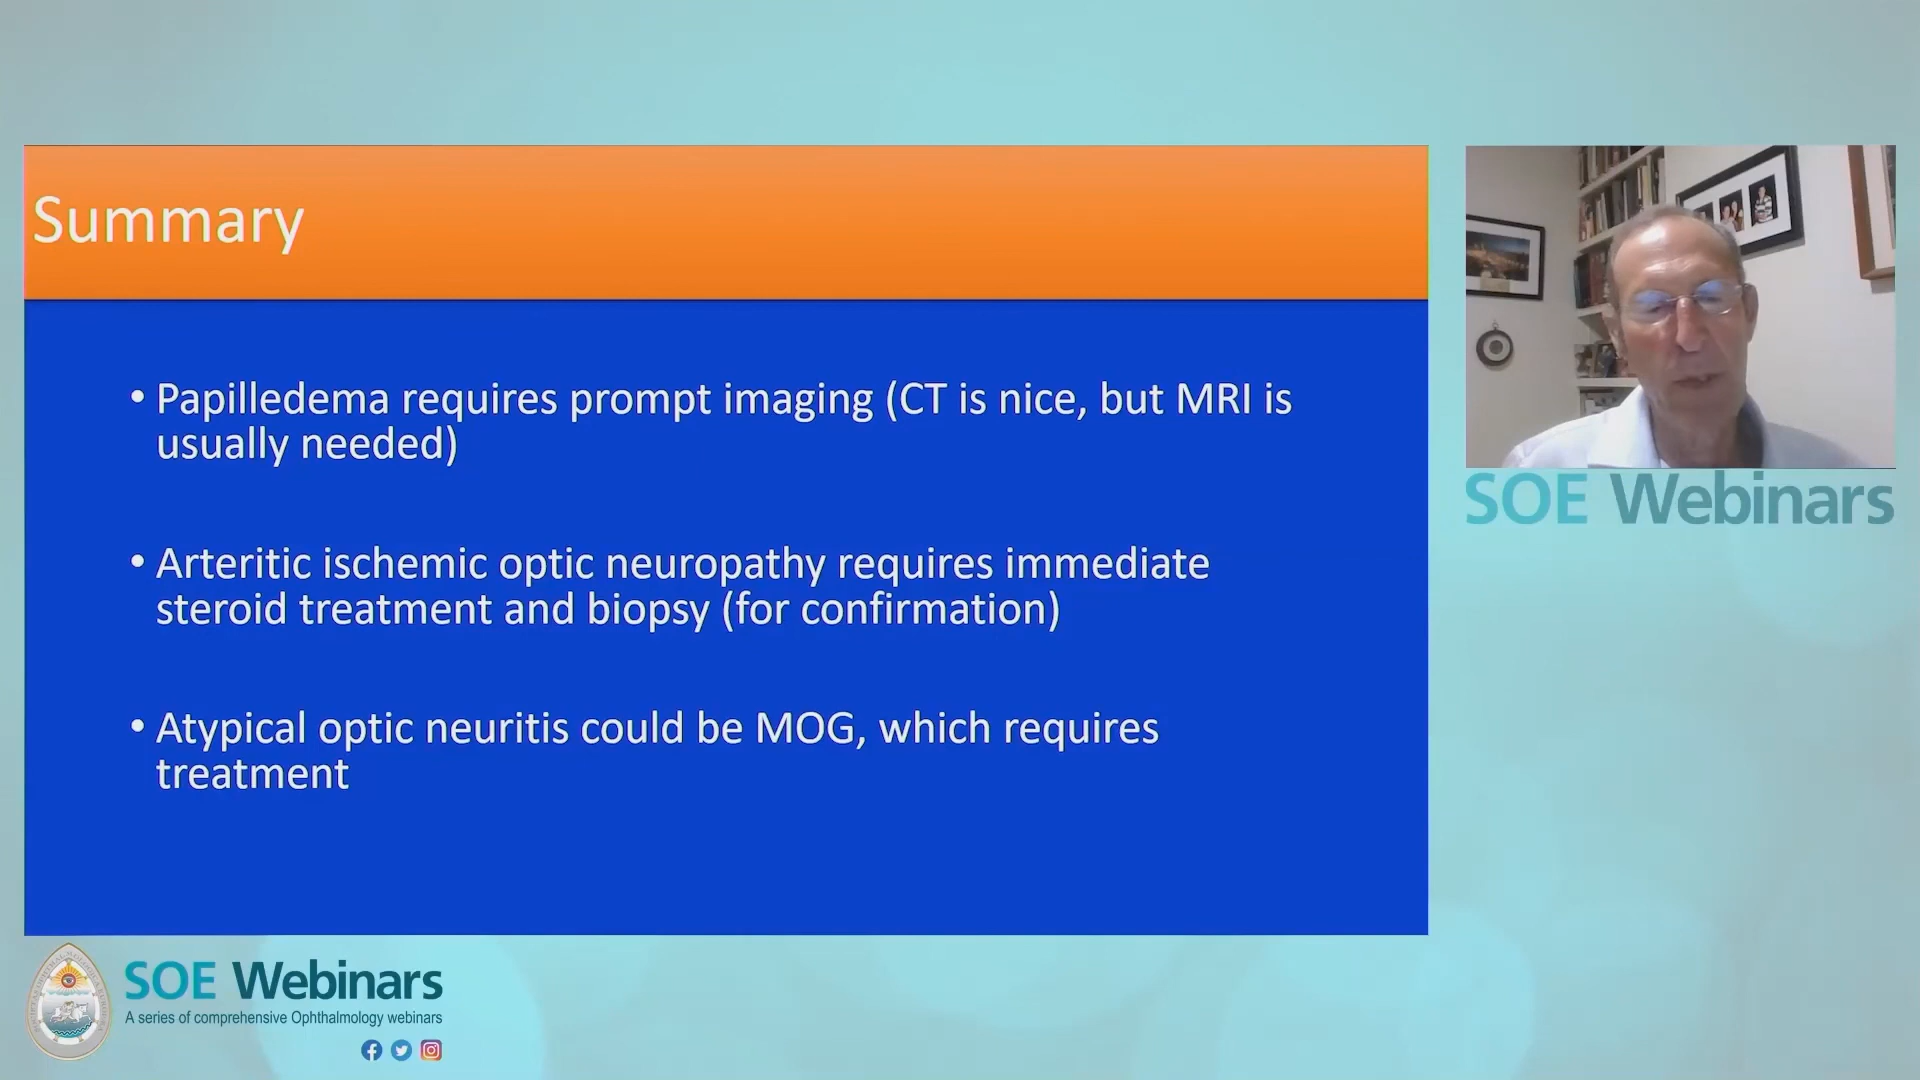 Summary
• Papilledema requires prompt imaging (CT is nice, but MRI is
usually needed)
• Arteritic ischemic optic neuropathy requires immediate
steroid treatment and biopsy (for confirmation)
• Atypical optic neuritis could be MOG, which requires
treatment
SOE Webinars
SOE Webinars
A series of comprehensive Ophthalmology webinars